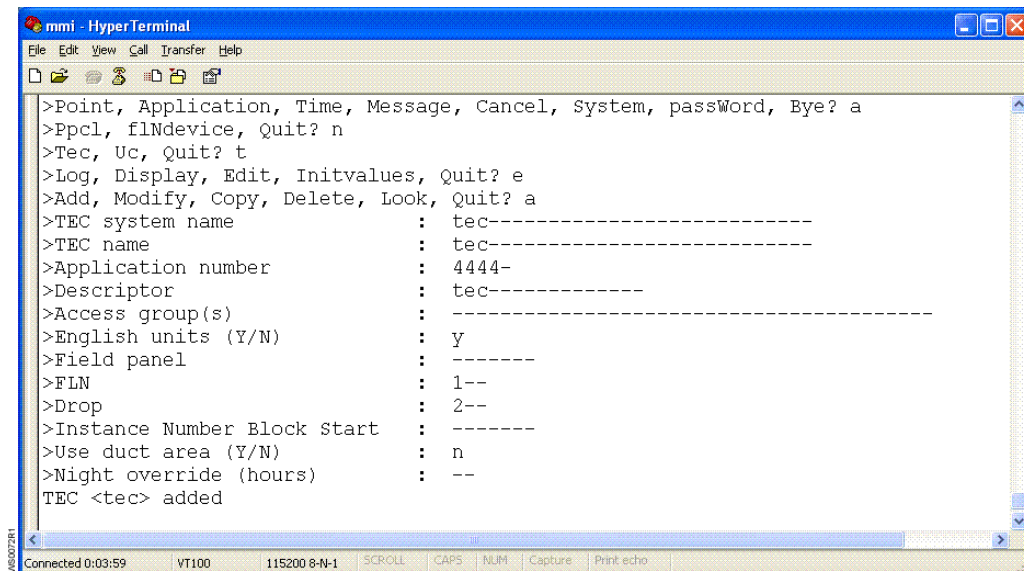 mmi - HyperTerminal
File Edit View Call Transfer Help
>Point, Application, Time, Message, Cancel, System, passWord, Bye? a
>Ppcl, flNdevice, Quit? n
>Tec, Uc, Quit? t
>Log, Display, Edit, Initvalues, Quit? e
>Add, Modify, Copy, Delete, Look, Quit? a
>TEC system name : tec---------------------------
>TEC name : tec---------------------------
>Application number : 4444-
>Descriptor : tec-------------
>Access group(s) : ----------------------------------------
>English units (Y/N) : y
>Field panel : -------
>FLN : 1--
>Drop : 2--
>Instance Number Block Start : -------
>Use duct area (Y/N) : n
>Night override (hours) : --
TEC <tec> added
Connected 0:03:59 VT100 115200 8-N-1 SCROLL CAPS NUM Capture Print echo